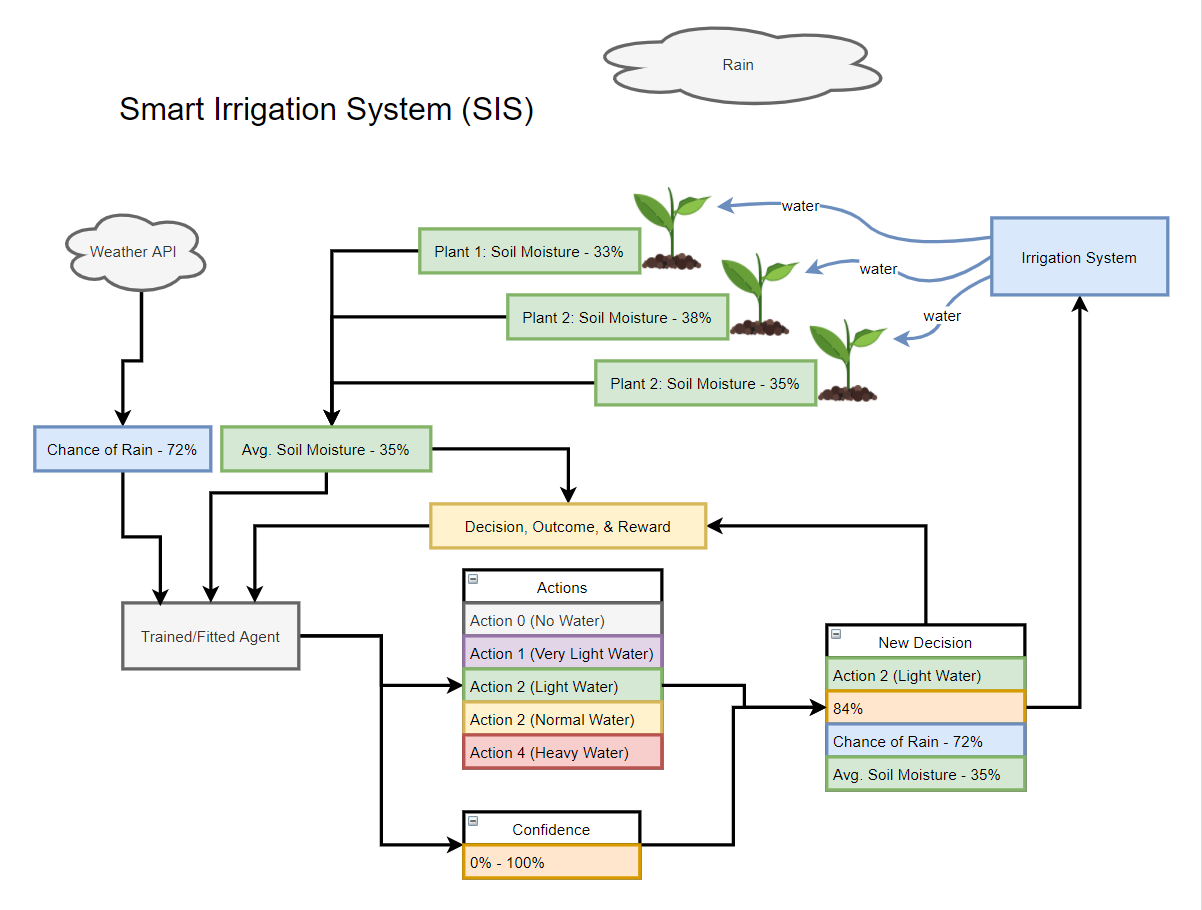 Rain
Smart Irrigation System (SIS)
water
Weather API
Plant 1: Soil Moisture - 33%
Irrigation System
water
Plant 2: Soil Moisture - 38%
water
Plant 2: Soil Moisture - 35%
Chance of Rain - 72%
Avg. Soil Moisture - 35%
Decision, Outcome, & Reward
Trained/Fitted Agent
Actions
Action 0 (No Water)
Action 1 (Very Light Water)
Action 2 (Light Water)
Action 2 (Normal Water)
Action 4 (Heavy Water)
New Decision
Action 2 (Light Water)
84%
Chance of Rain - 72%
Avg. Soil Moisture - 35%
Confidence
0% - 100%